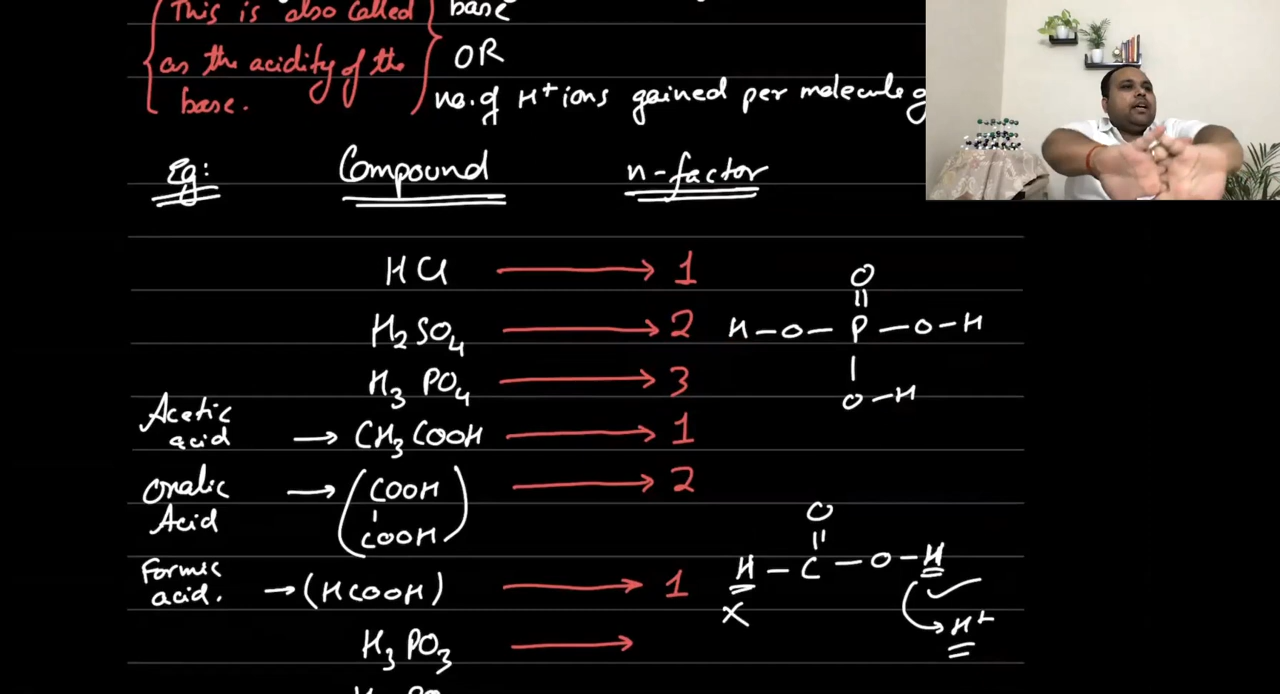 This is also called
as the acidity of the
base.
base
OR
no. of H+ ions gained per molecule
Eg: Compound n-factor
HCl → 1
H2SO4 → 2
H3PO4 → 3
Acetic acid → CH3COOH → 1
Oxalic Acid → (COOH
COOH) → 2
Formic acid. → (HCOOH) → 1
H3PO3 →
O
H-O-P-O-H
O-H
O
H-C-O-H
X
H+